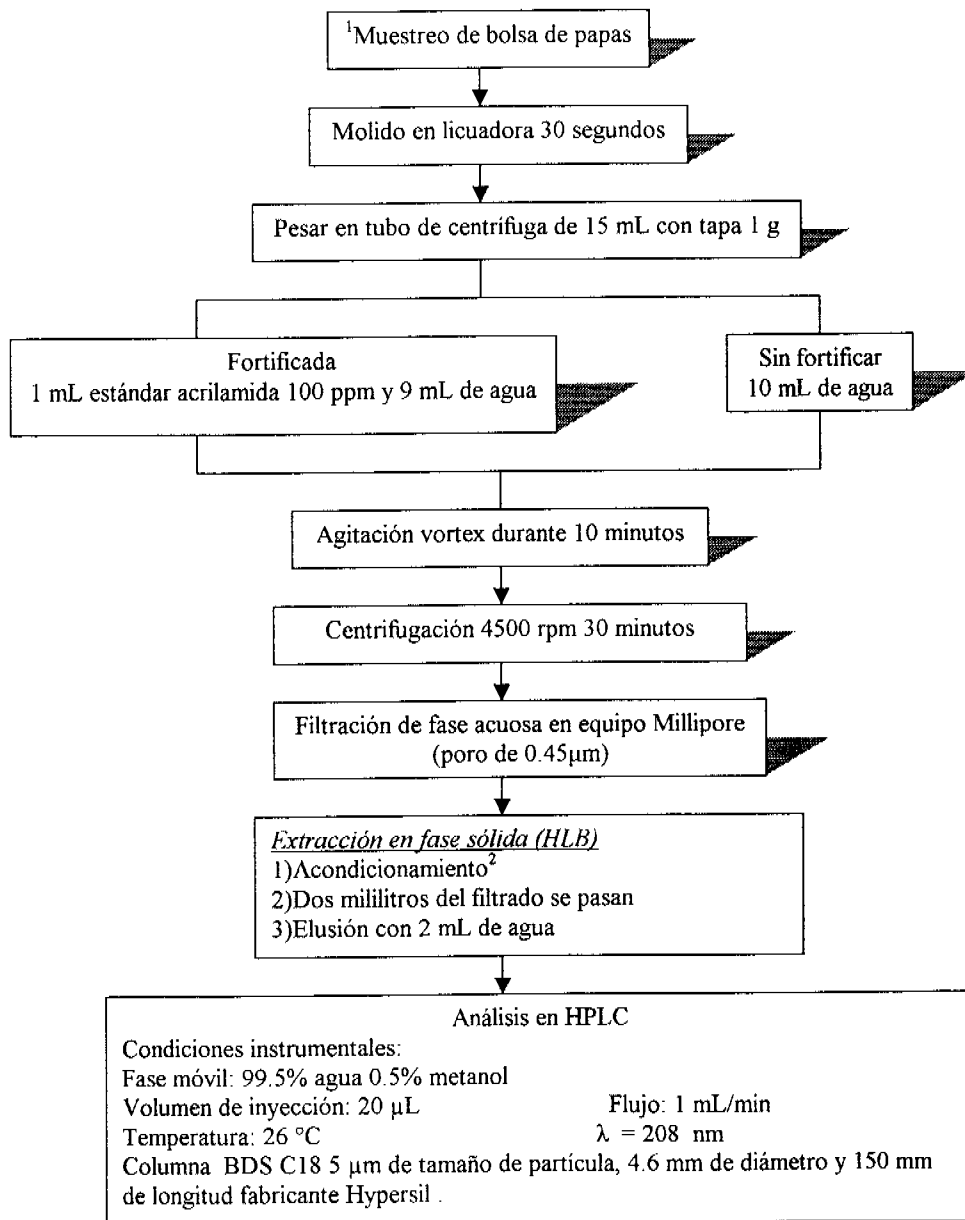 ¹Muestreo de bolsa de papas
Molido en licuadora 30 segundos
Pesar en tubo de centrífuga de 15 mL con tapa 1 g
Fortificada
1 mL estándar acrilamida 100 ppm y 9 mL de agua
Sin fortificar
10 mL de agua
Agitación vortex durante 10 minutos
Centrifugación 4500 rpm 30 minutos
Filtración de fase acuosa en equipo Millipore
(poro de 0.45µm)
Extracción en fase sólida (HLB)
1)Acondicionamiento²
2)Dos mililitros del filtrado se pasan
3)Elusión con 2 mL de agua
Análisis en HPLC
Condiciones instrumentales:
Fase móvil: 99.5% agua 0.5% metanol
Volumen de inyección: 20 µL Flujo: 1 mL/min
Temperatura: 26 °C λ = 208 nm
Columna BDS C18 5 µm de tamaño de partícula, 4.6 mm de diámetro y 150 mm
de longitud fabricante Hypersil .